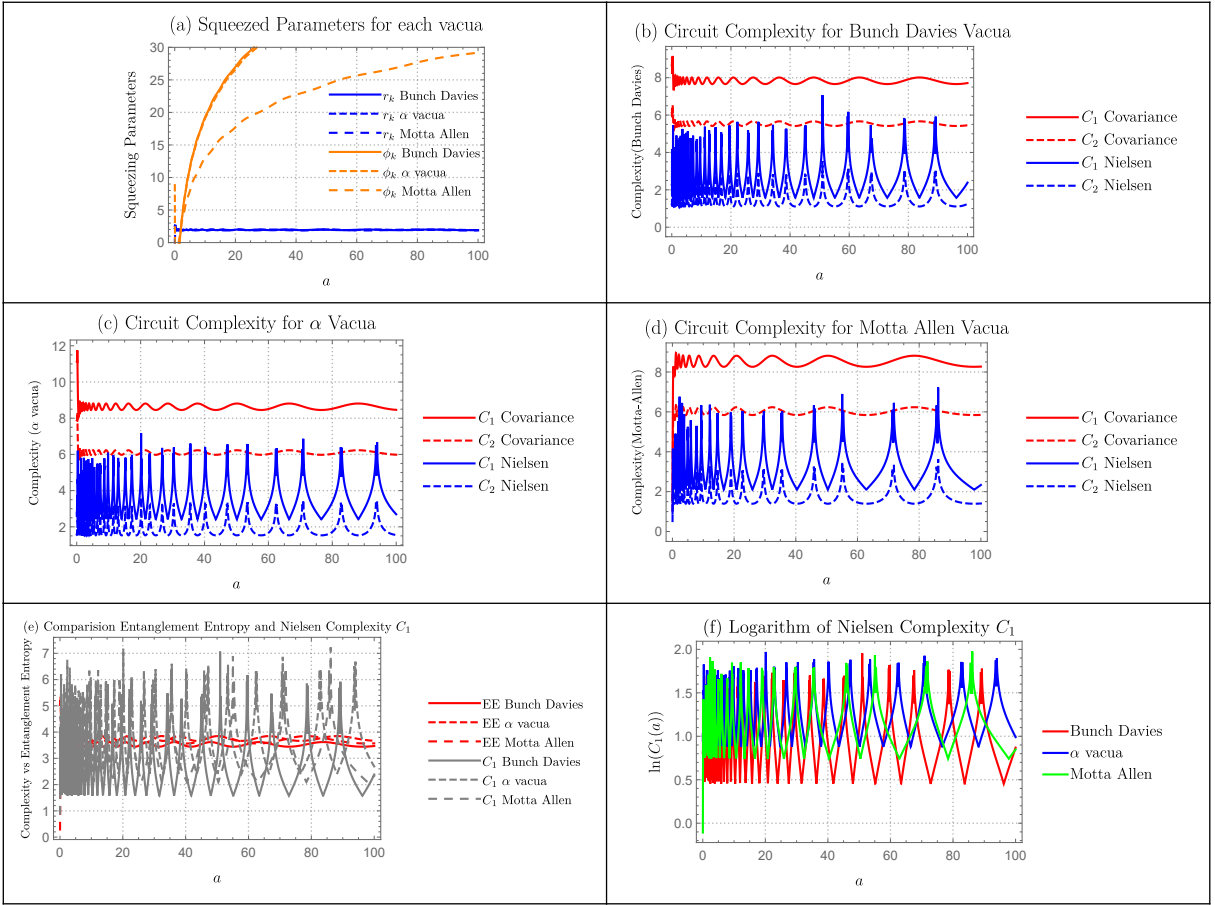 (a) Squeezed Parameters for each vacua
Squeezing Parameters
30
25
20
15
10
5
0
r_k Bunch Davies
r_k α vacua
r_k Motta Allen
ϕ_k Bunch Davies
ϕ_k α vacua
ϕ_k Motta Allen
0 20 40 60 80 100
a
(b) Circuit Complexity for Bunch Davies Vacua
Complexity(Bunch Davies)
8
6
4
2
0
0 20 40 60 80 100
a
C_1 Covariance
C_2 Covariance
C_1 Nielsen
C_2 Nielsen
(c) Circuit Complexity for α Vacua
Complexity (α vacua)
12
10
8
6
4
2
0 20 40 60 80 100
a
C_1 Covariance
C_2 Covariance
C_1 Nielsen
C_2 Nielsen
(d) Circuit Complexity for Motta Allen Vacua
Complexity(Motta-Allen)
8
6
4
2
0
0 20 40 60 80 100
a
C_1 Covariance
C_2 Covariance
C_1 Nielsen
C_2 Nielsen
(e) Comparision Entanglement Entropy and Nielsen Complexity C_1
Complexity vs Entanglement Entropy
7
6
5
4
3
2
1
0
0 20 40 60 80 100
a
EE Bunch Davies
EE α vacua
EE Motta Allen
C_1 Bunch Davies
C_1 α vacua
C_1 Motta Allen
(f) Logarithm of Nielsen Complexity C_1
ln(C_1(a))
2.0
1.5
1.0
0.5
0.0
0 20 40 60 80 100
a
Bunch Davies
α vacua
Motta Allen